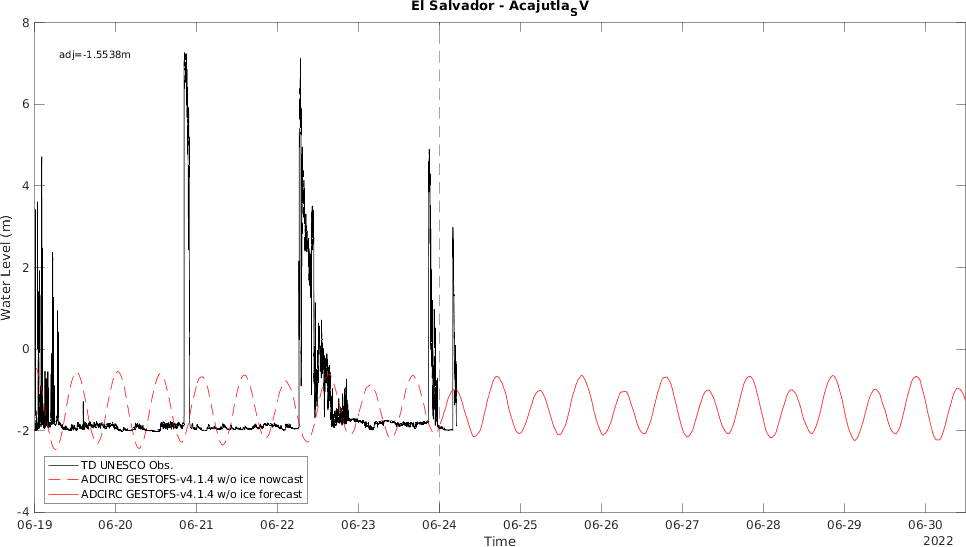 El Salvador - Acajutla_SV
adj=-1.5538m
8
6
4
2
0
-2
-4
Water Level (m)
TD UNESCO Obs.
ADCIRC GESTOFS-v4.1.4 w/o ice nowcast
ADCIRC GESTOFS-v4.1.4 w/o ice forecast
06-19 06-20 06-21 06-22 06-23 06-24 06-25 06-26 06-27 06-28 06-29 06-30
Time
2022